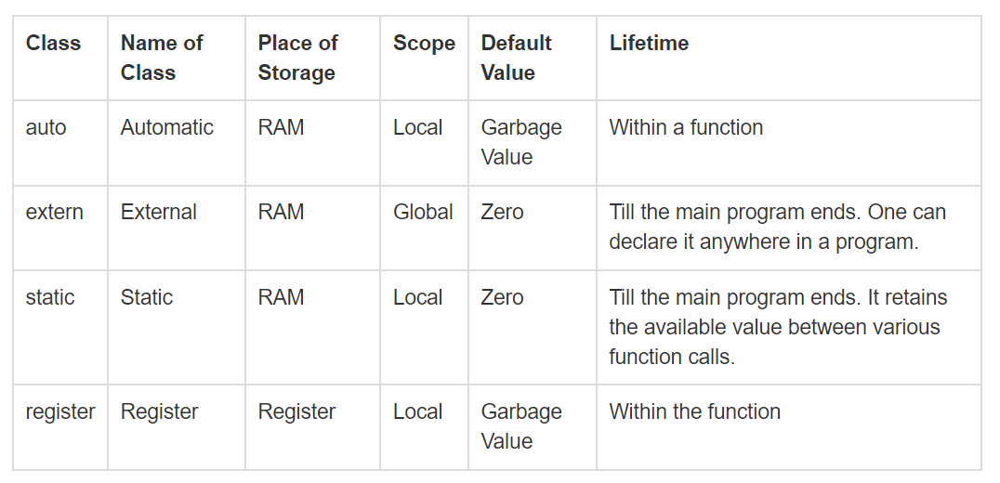 Class Name of Place of Scope Default Lifetime
Class Storage Value
auto Automatic RAM Local Garbage Within a function
Value
extern External RAM Global Zero Till the main program ends. One can
declare it anywhere in a program.
static Static RAM Local Zero Till the main program ends. It retains
the available value between various
function calls.
register Register Register Local Garbage Within the function
Value